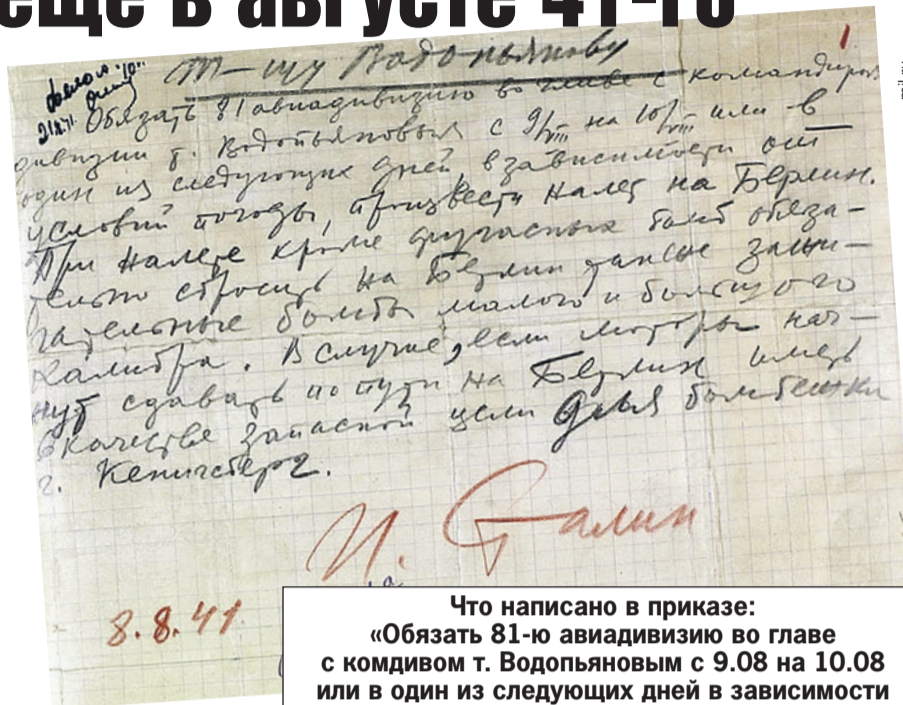 еще в августе 41-го
1
Т-щу Водопьянову
Обязать 81 авиадивизию во главе с командиром
дивизии т. Водопьяновым с 9/VIII на 10/VIII или в
один из следующих дней, в зависимости от
условий погоды, произвести налет на Берлин.
При налете кроме фугасных бомб обяза-
тельно сбросить на Берлин также зажи-
гательные бомбы малого и большого
калибра. В случае, если моторы нач-
нут сдавать по пути на Берлин иметь
в качестве запасной цели для бомбежки
г. Кенигсберг.
И. Сталин
8.8.41
Что написано в приказе:
«Обязать 81-ю авиадивизию во главе
с комдивом т. Водопьяновым с 9.08 на 10.08
или в один из следующих дней в зависимости